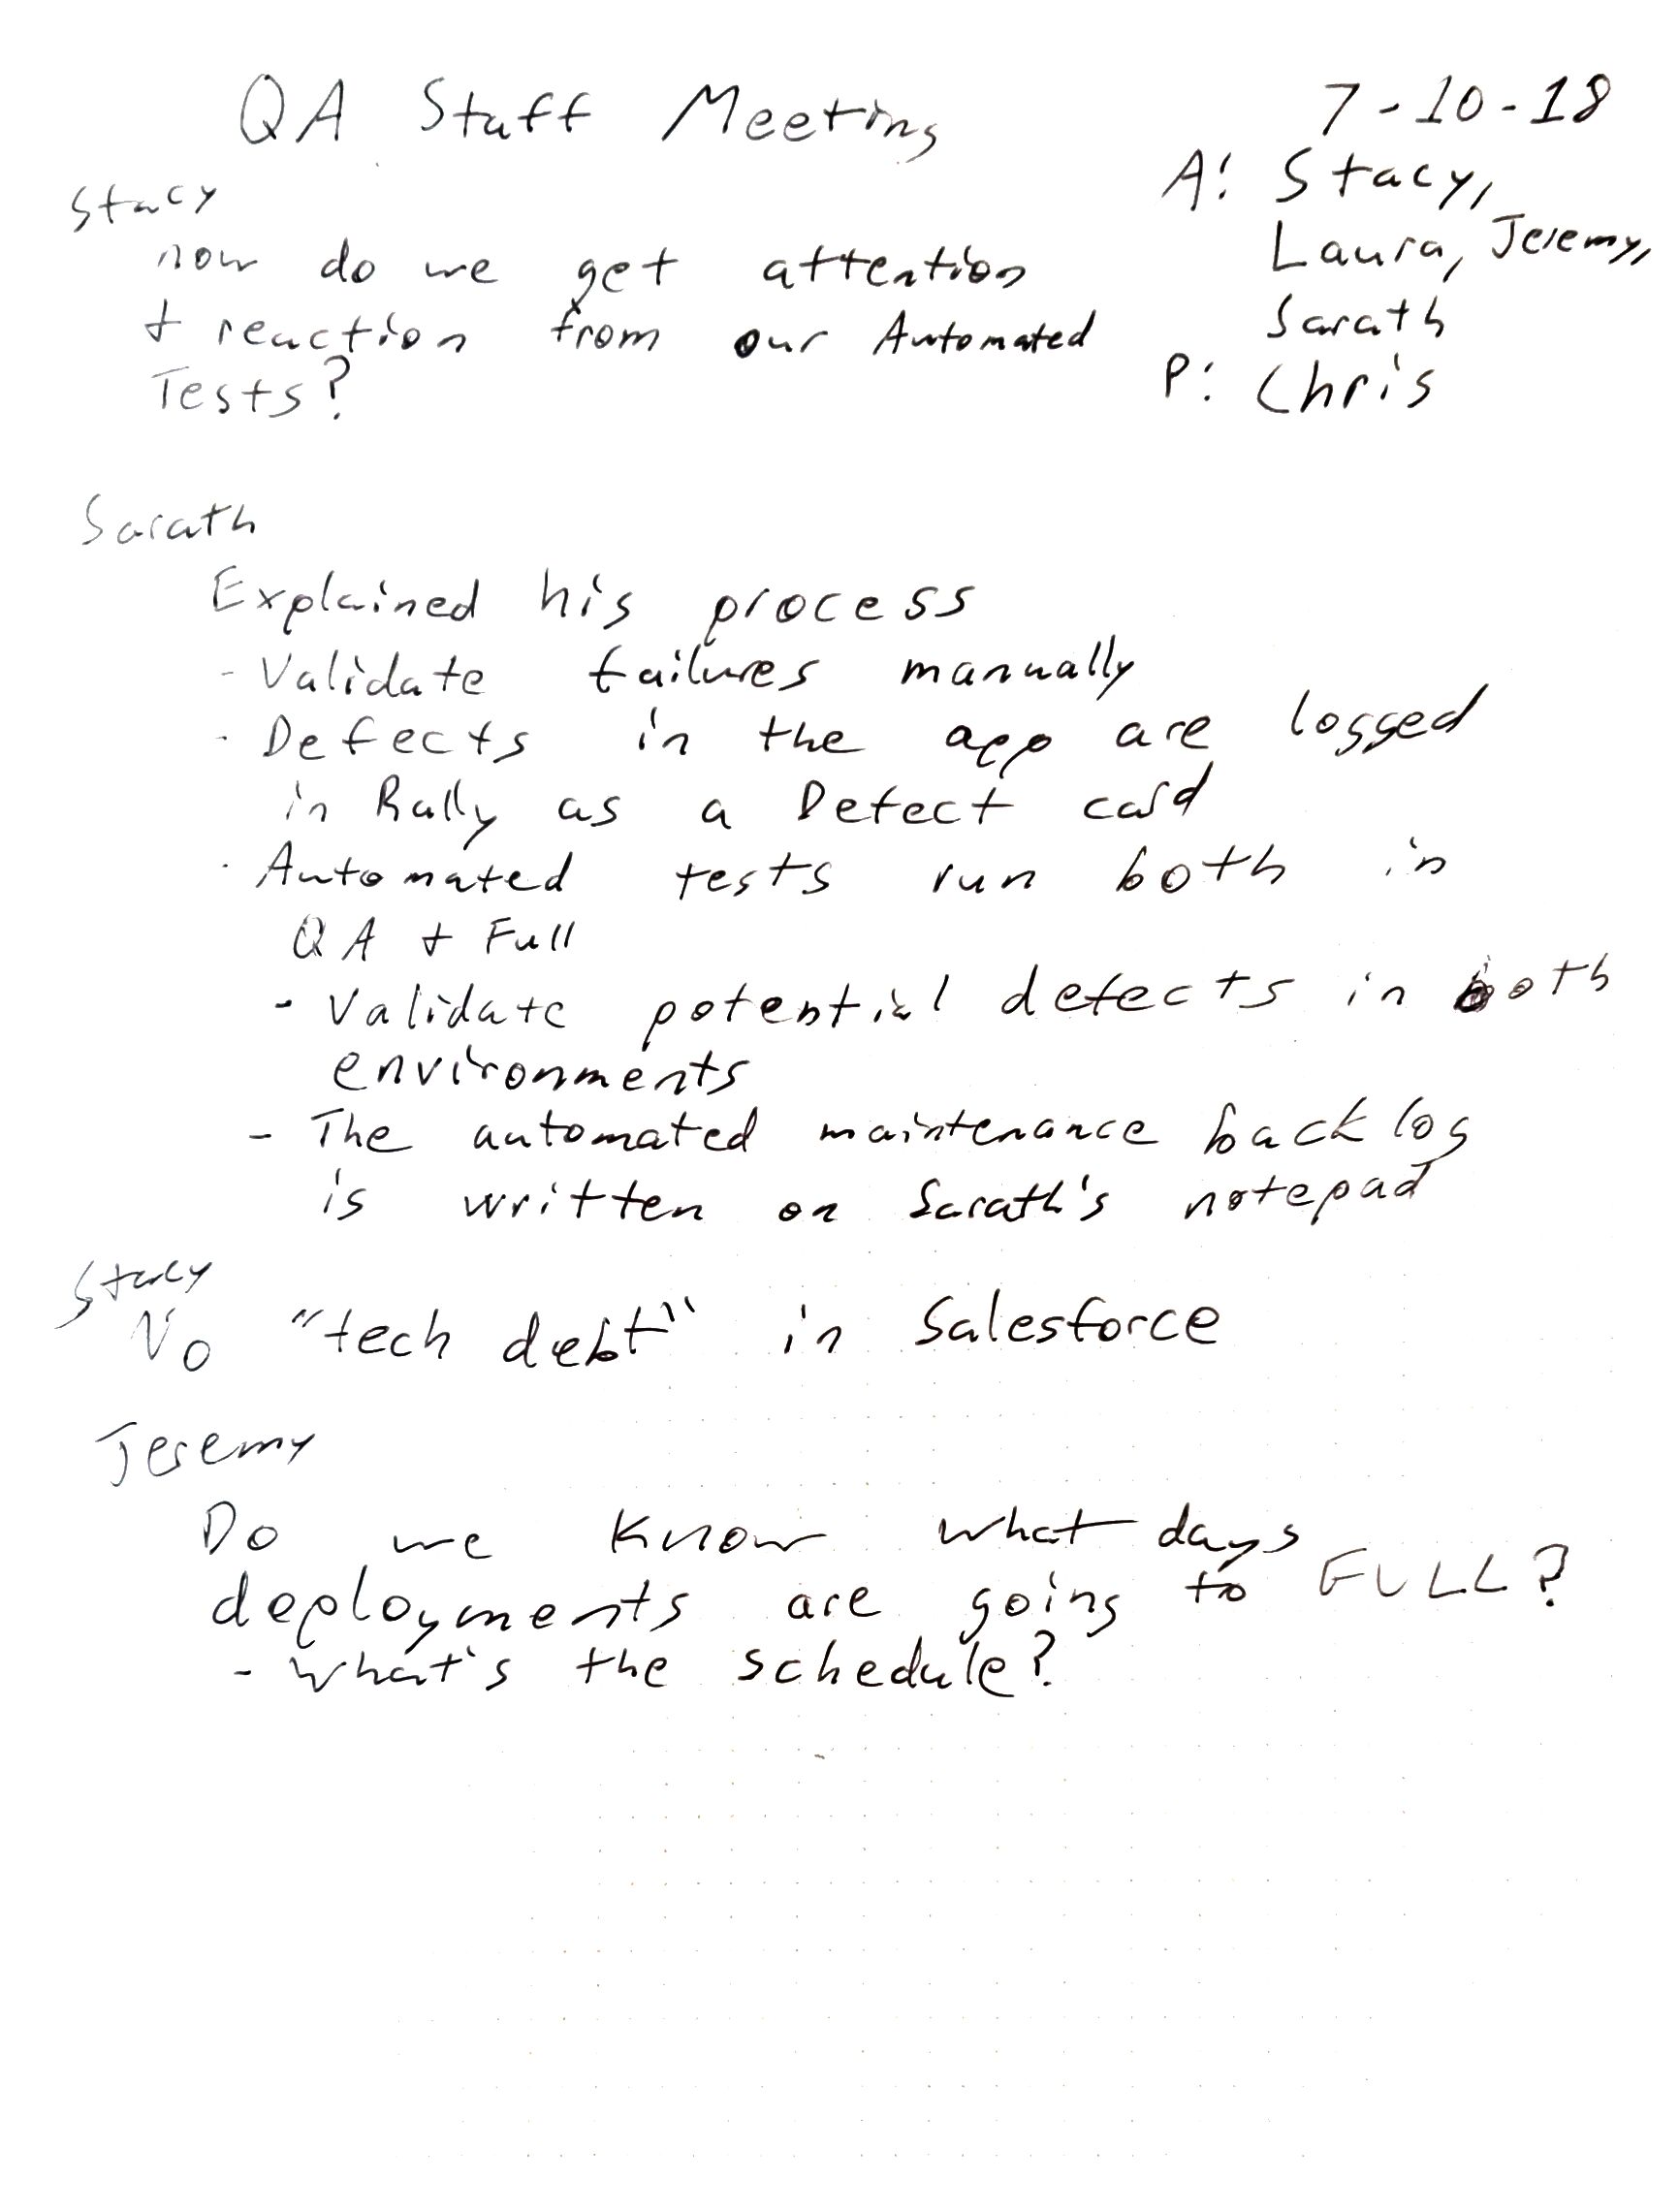 QA Staff Meeting
7-10-18
A: Stacy,
Laura, Jeremy,
Sarath
P: Chris
Stacy
how do we get attention
+ reaction from our Automated
Tests?
Sarath
Explained his process
- Validate failures manually
- Defects in the app are logged
in Rally as a Defect card
- Automated tests run both in
QA + Full
- Validate potential defects in both
environments
- The automated maintenance backlog
is written on Sarath's notepad
Stacy
No "tech debt" in Salesforce
Jeremy
Do we know what days
deployments are going to FULL?
- What's the schedule?